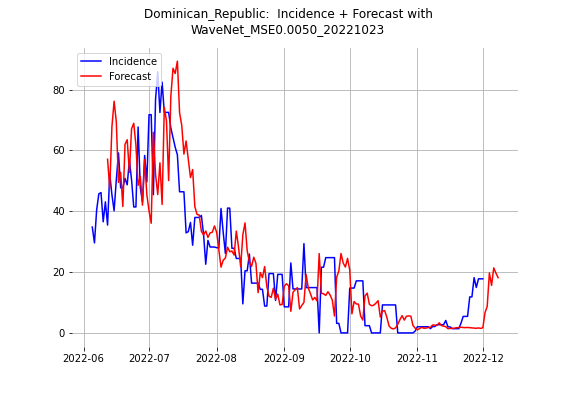 Dominican_Republic:  Incidence + Forecast with
WaveNet_MSE0.0050_20221023
Incidence
Forecast
80
60
40
20
0
2022-06 2022-07 2022-08 2022-09 2022-10 2022-11 2022-12